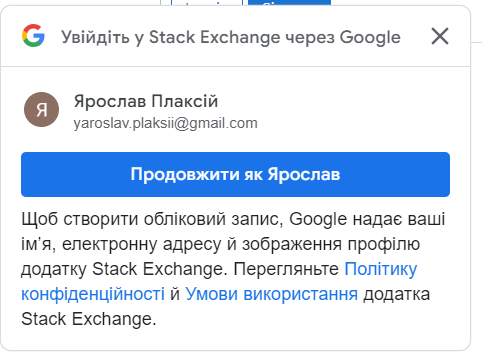 Увійдіть у Stack Exchange через Google
Ярослав Плаксій
Я
yaroslav.plaksii@gmail.com
Продовжити як Ярослав
Щоб створити обліковий запис, Google надає ваші
ім’я, електронну адресу й зображення профілю
додатку Stack Exchange. Перегляньте Політику
конфіденційності й Умови використання додатка
Stack Exchange.